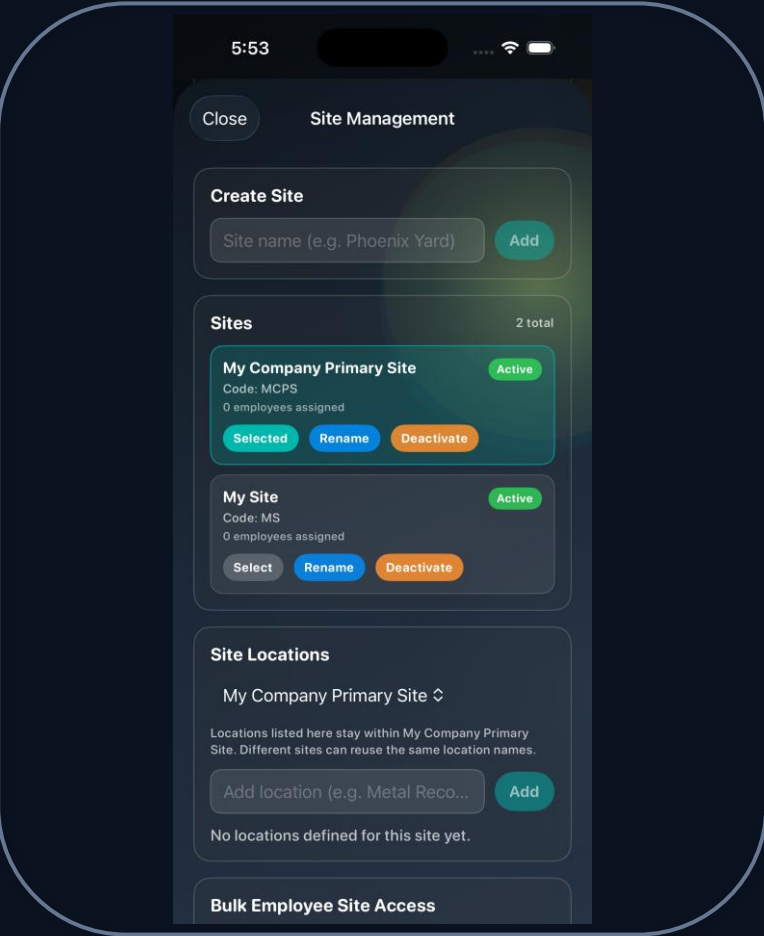 5:53
Close
Site Management
Create Site
Site name (e.g. Phoenix Yard)
Add
Sites
2 total
My Company Primary Site
Active
Code: MCPS
0 employees assigned
Selected
Rename
Deactivate
My Site
Active
Code: MS
0 employees assigned
Select
Rename
Deactivate
Site Locations
My Company Primary Site
Locations listed here stay within My Company Primary
Site. Different sites can reuse the same location names.
Add location (e.g. Metal Reco...
Add
No locations defined for this site yet.
Bulk Employee Site Access